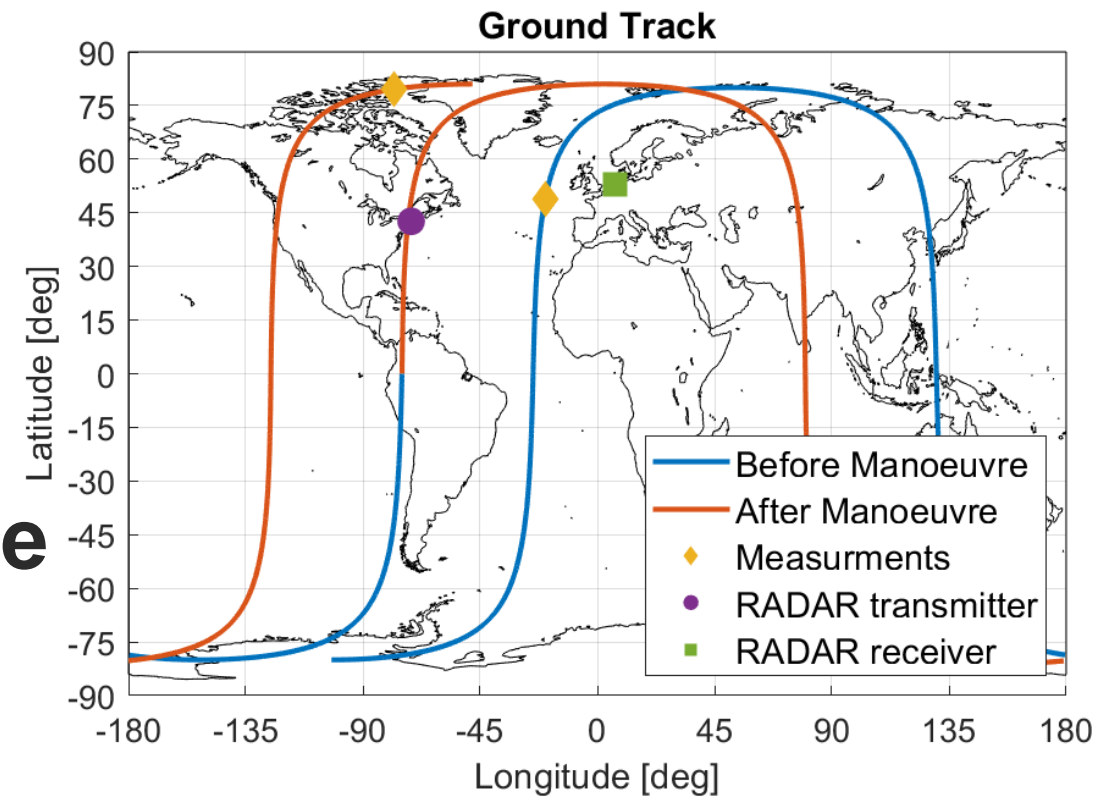 Ground Track
90
75
60
45
30
15
0
-15
-30
-45
-60
-75
-90
Latitude [deg]
e
Before Manoeuvre
After Manoeuvre
Measurments
RADAR transmitter
RADAR receiver
-180 -135 -90 -45 0 45 90 135 180
Longitude [deg]